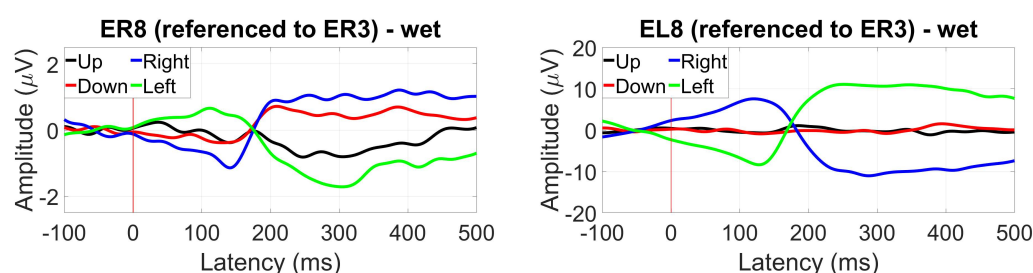 ER8 (referenced to ER3) - wet
Amplitude (μV)
2
0
-2
Up
Right
Down
Left
-100 0 100 200 300 400 500
Latency (ms)
EL8 (referenced to ER3) - wet
Amplitude (μV)
20
10
0
-10
-20
Up
Right
Down
Left
-100 0 100 200 300 400 500
Latency (ms)